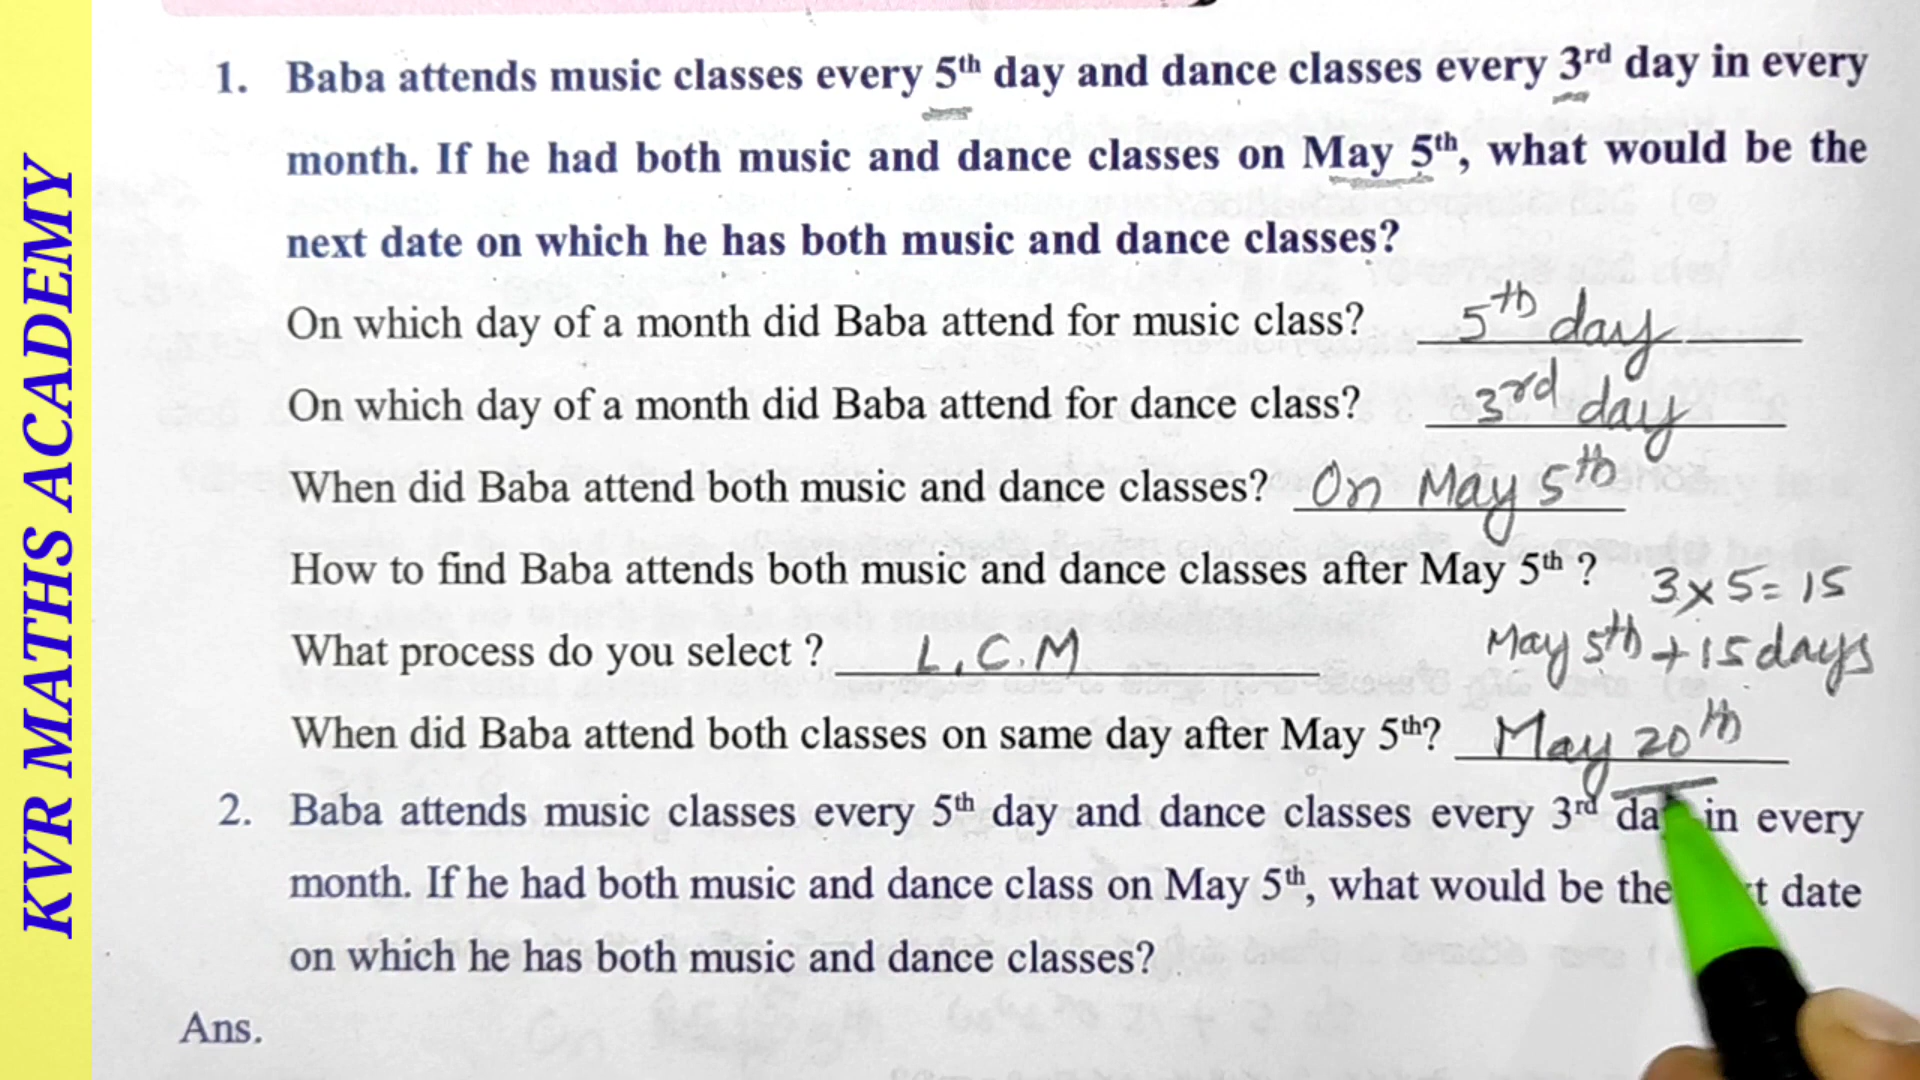 KVR MATHS ACADEMY
1. Baba attends music classes every 5th day and dance classes every 3rd day in every
month. If he had both music and dance classes on May 5th, what would be the
next date on which he has both music and dance classes?
On which day of a month did Baba attend for music class? 5th day
On which day of a month did Baba attend for dance class? 3rd day
When did Baba attend both music and dance classes? On May 5th
How to find Baba attends both music and dance classes after May 5th ? 3 x 5 = 15
What process do you select ? L.C.M May 5th + 15 days
When did Baba attend both classes on same day after May 5th? May 20th
2. Baba attends music classes every 5th day and dance classes every 3rd in every
month. If he had both music and dance class on May 5th, what would be the date
on which he has both music and dance classes?
Ans.